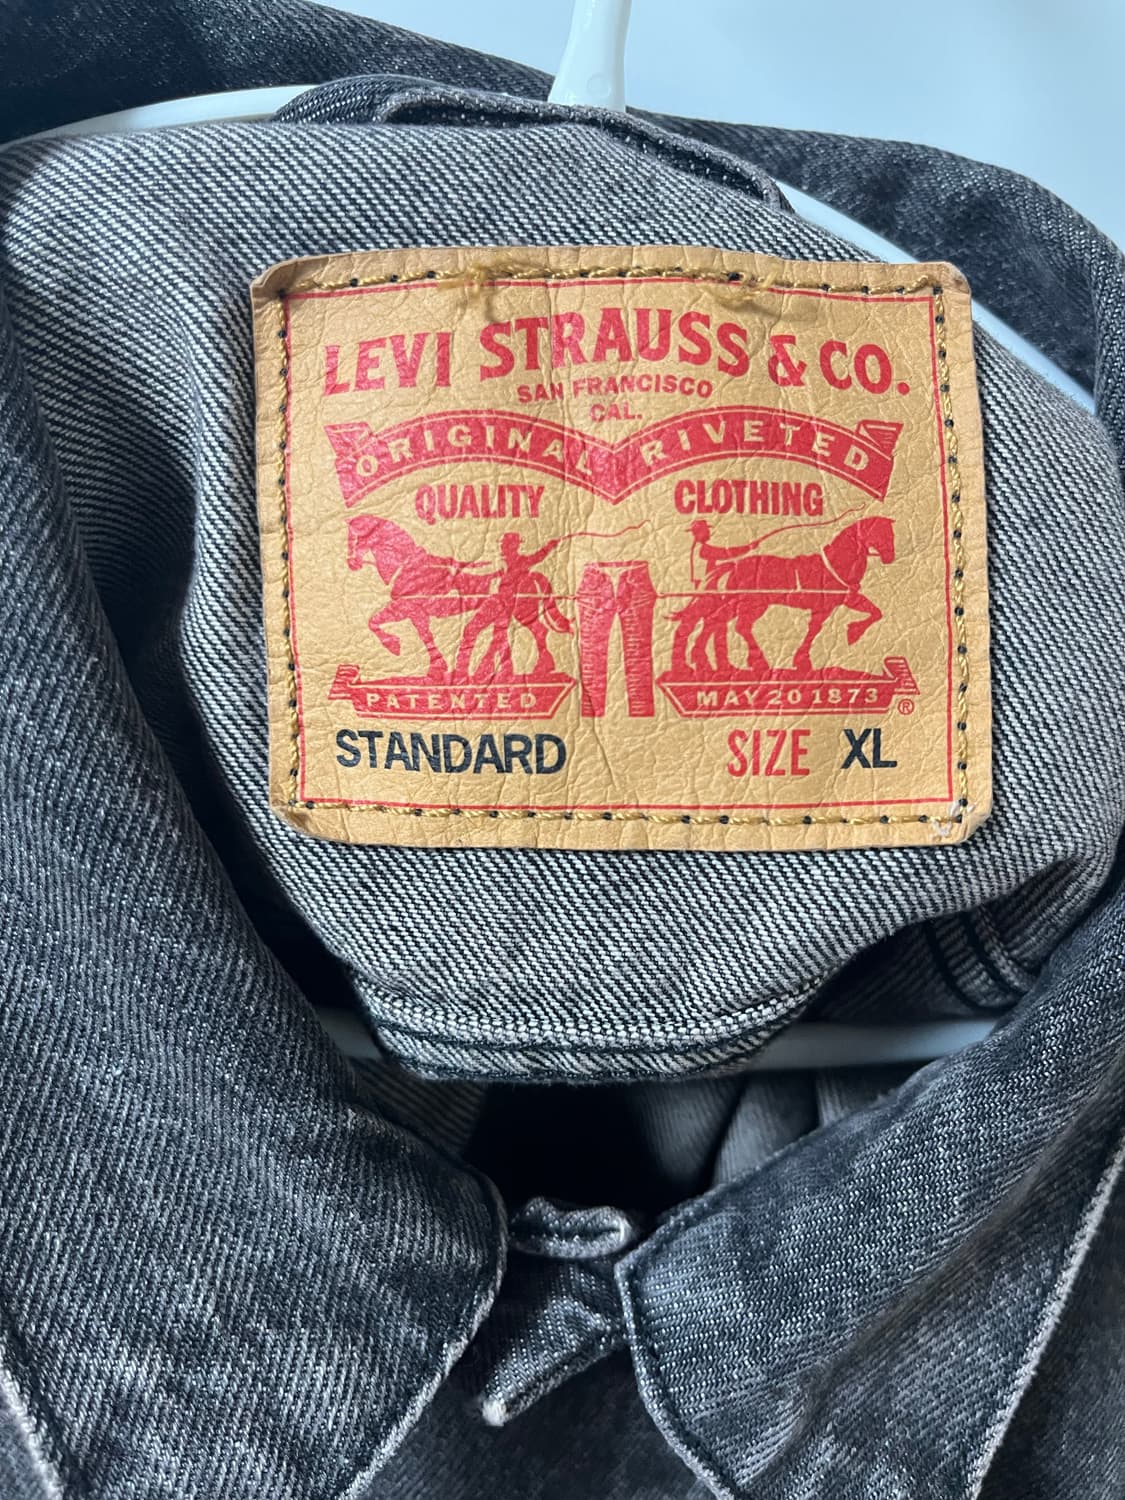 LEVI STRAUSS & CO.
SAN FRANCISCO
CAL.
ORIGINAL RIVETED
QUALITY CLOTHING
PATENTED MAY 20 1873 ®
STANDARD SIZE XL